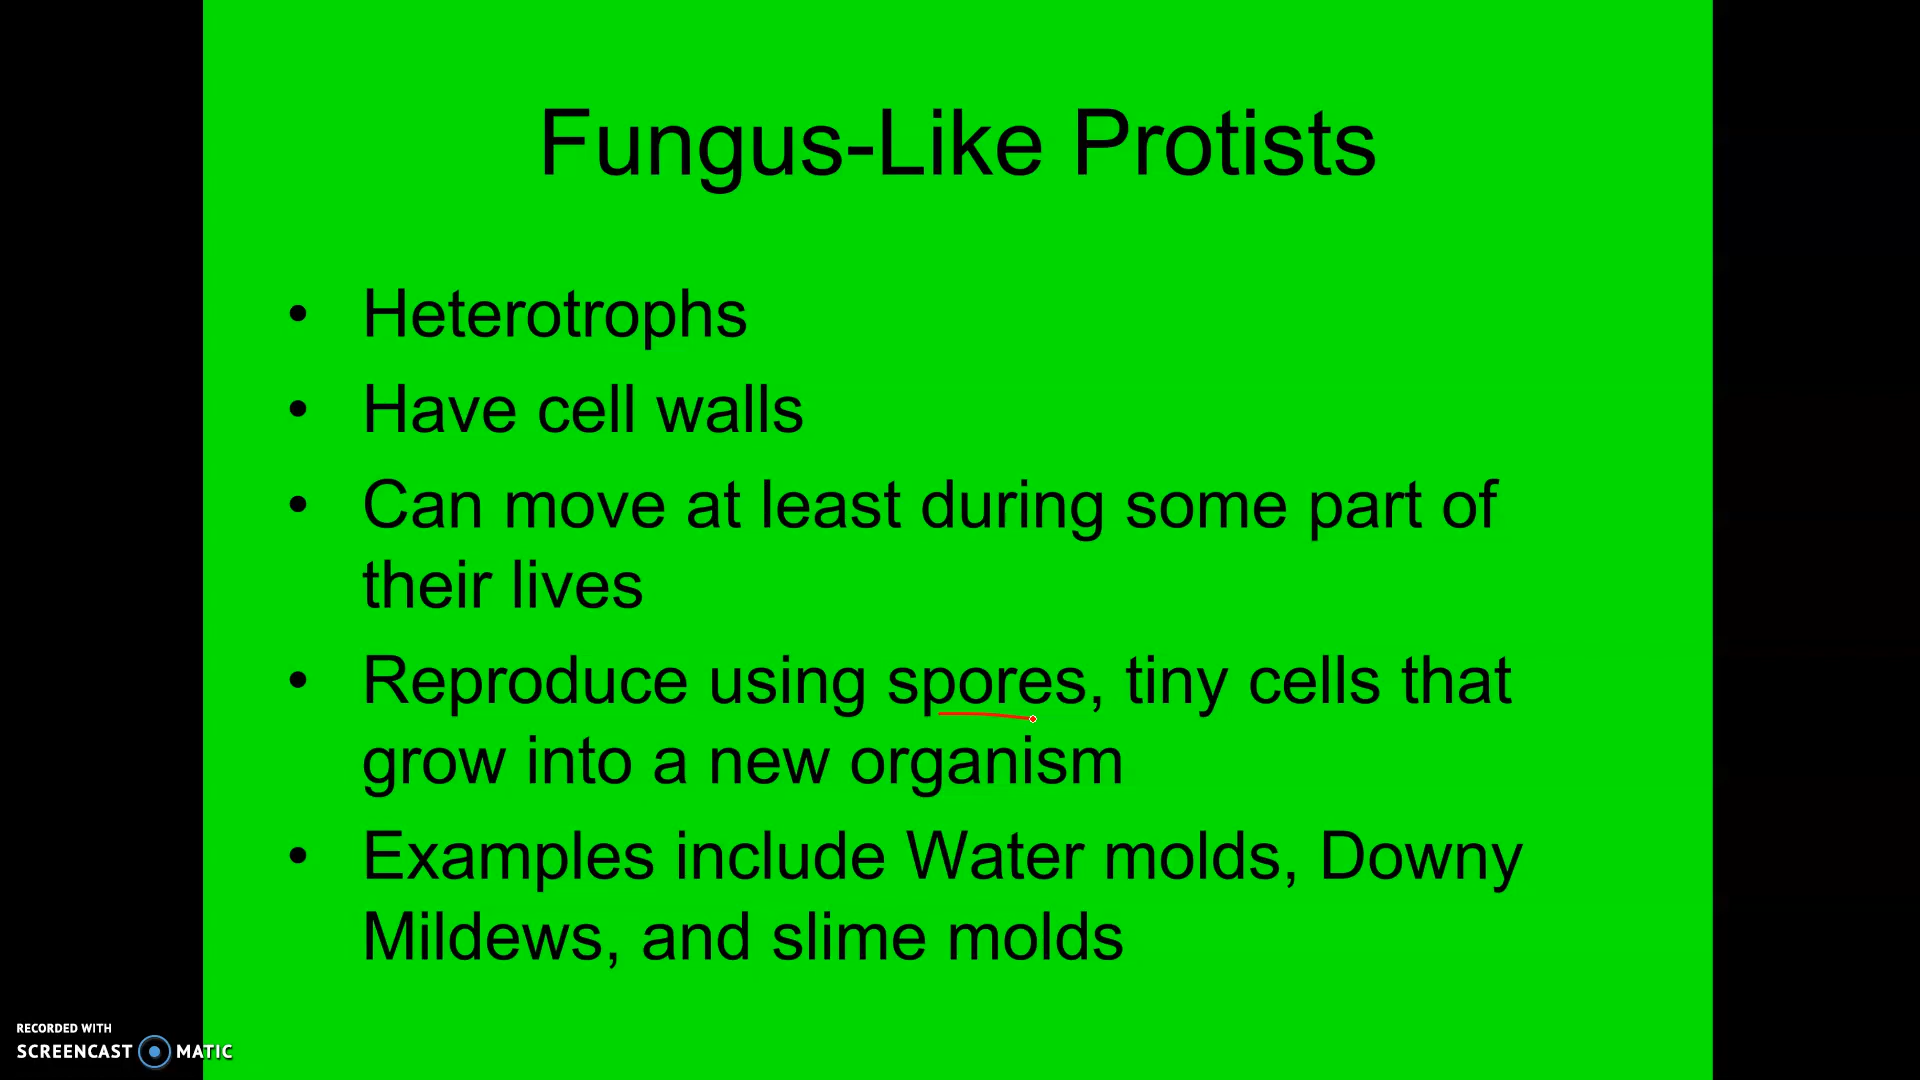 Fungus-Like Protists
• Heterotrophs
• Have cell walls
• Can move at least during some part of
their lives
• Reproduce using spores, tiny cells that
grow into a new organism
• Examples include Water molds, Downy
Mildews, and slime molds
RECORDED WITH
SCREENCAST MATIC